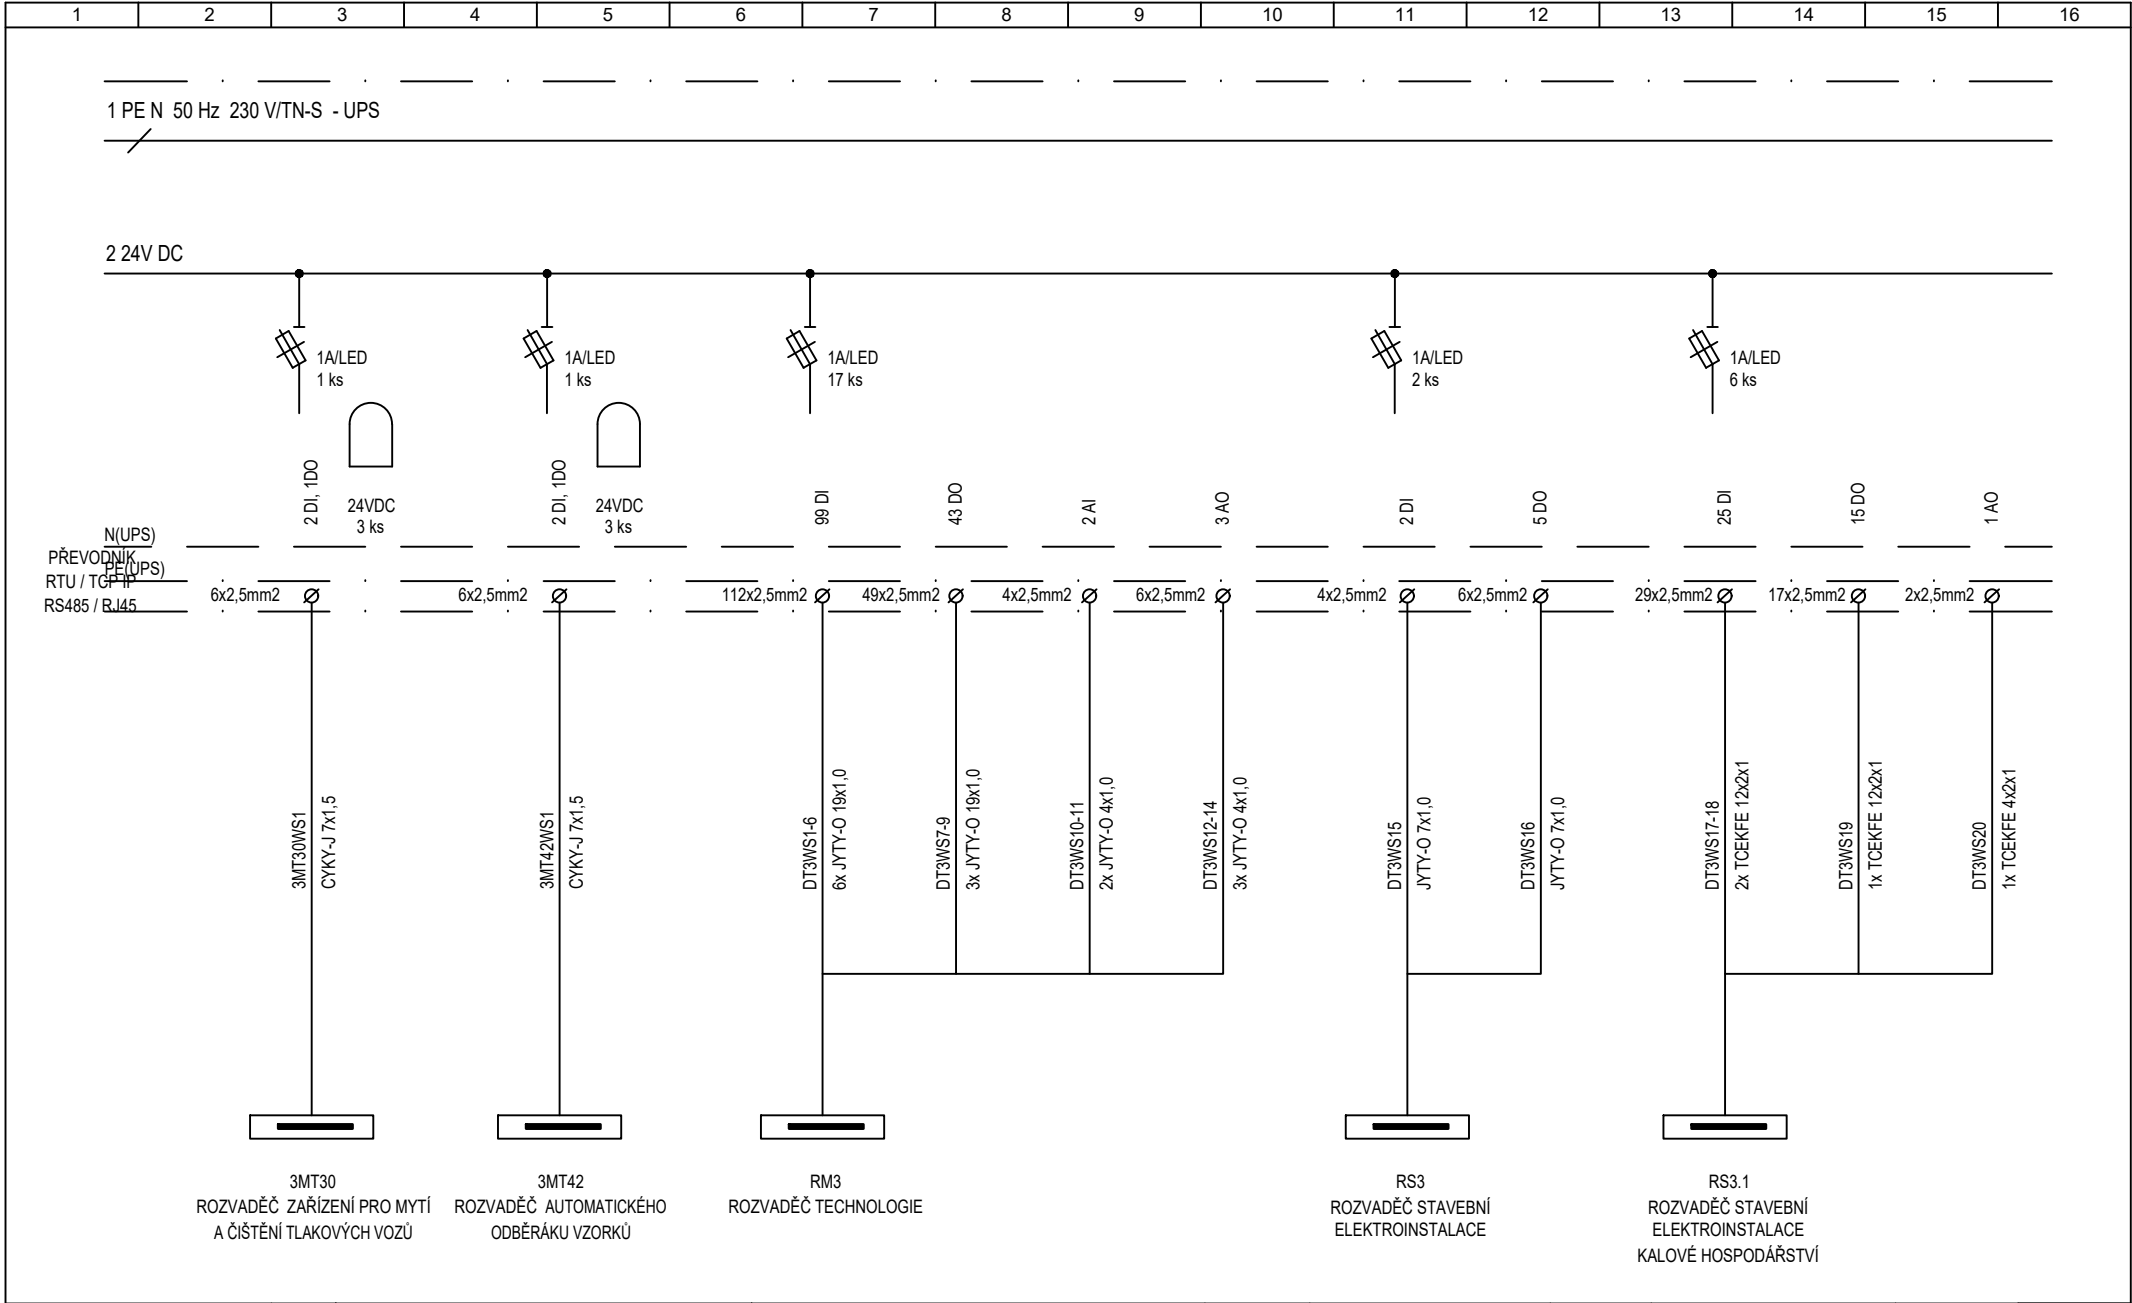 1 2 3 4 5 6 7 8 9 10 11 12 13 14 15 16
1 PE N 50 Hz 230 V/TN-S - UPS
2 24V DC
1A/LED
1 ks
1A/LED
1 ks
1A/LED
17 ks
1A/LED
2 ks
1A/LED
6 ks
2 DI, 1DO
24VDC
3 ks
2 DI, 1DO
24VDC
3 ks
99 DI
43 DO
2 AI
3 AO
2 DI
5 DO
25 DI
15 DO
1 AO
N(UPS)
PŘEVODNÍK
PE(UPS)
RTU / TCP IP
RS485 / RJ45
6x2,5mm2
6x2,5mm2
112x2,5mm2
49x2,5mm2
4x2,5mm2
6x2,5mm2
4x2,5mm2
6x2,5mm2
29x2,5mm2
17x2,5mm2
2x2,5mm2
3MT30WS1
CYKY-J 7x1,5
3MT42WS1
CYKY-J 7x1,5
DT3WS1-6
6x JYTY-O 19x1,0
DT3WS7-9
3x JYTY-O 19x1,0
DT3WS10-11
2x JYTY-O 4x1,0
DT3WS12-14
3x JYTY-O 4x1,0
DT3WS15
JYTY-O 7x1,0
DT3WS16
JYTY-O 7x1,0
DT3WS17-18
2x TCEKFE 12x2x1
DT3WS19
1x TCEKFE 12x2x1
DT3WS20
1x TCEKFE 4x2x1
3MT30
ROZVADĚČ ZAŘÍZENÍ PRO MYTÍ
A ČIŠTĚNÍ TLAKOVÝCH VOZŮ
3MT42
ROZVADĚČ AUTOMATICKÉHO
ODBĚRÁKU VZORKŮ
RM3
ROZVADĚČ TECHNOLOGIE
RS3
ROZVADĚČ STAVEBNÍ
ELEKTROINSTALACE
RS3.1
ROZVADĚČ STAVEBNÍ
ELEKTROINSTALACE
KALOVÉ HOSPODÁŘSTVÍ